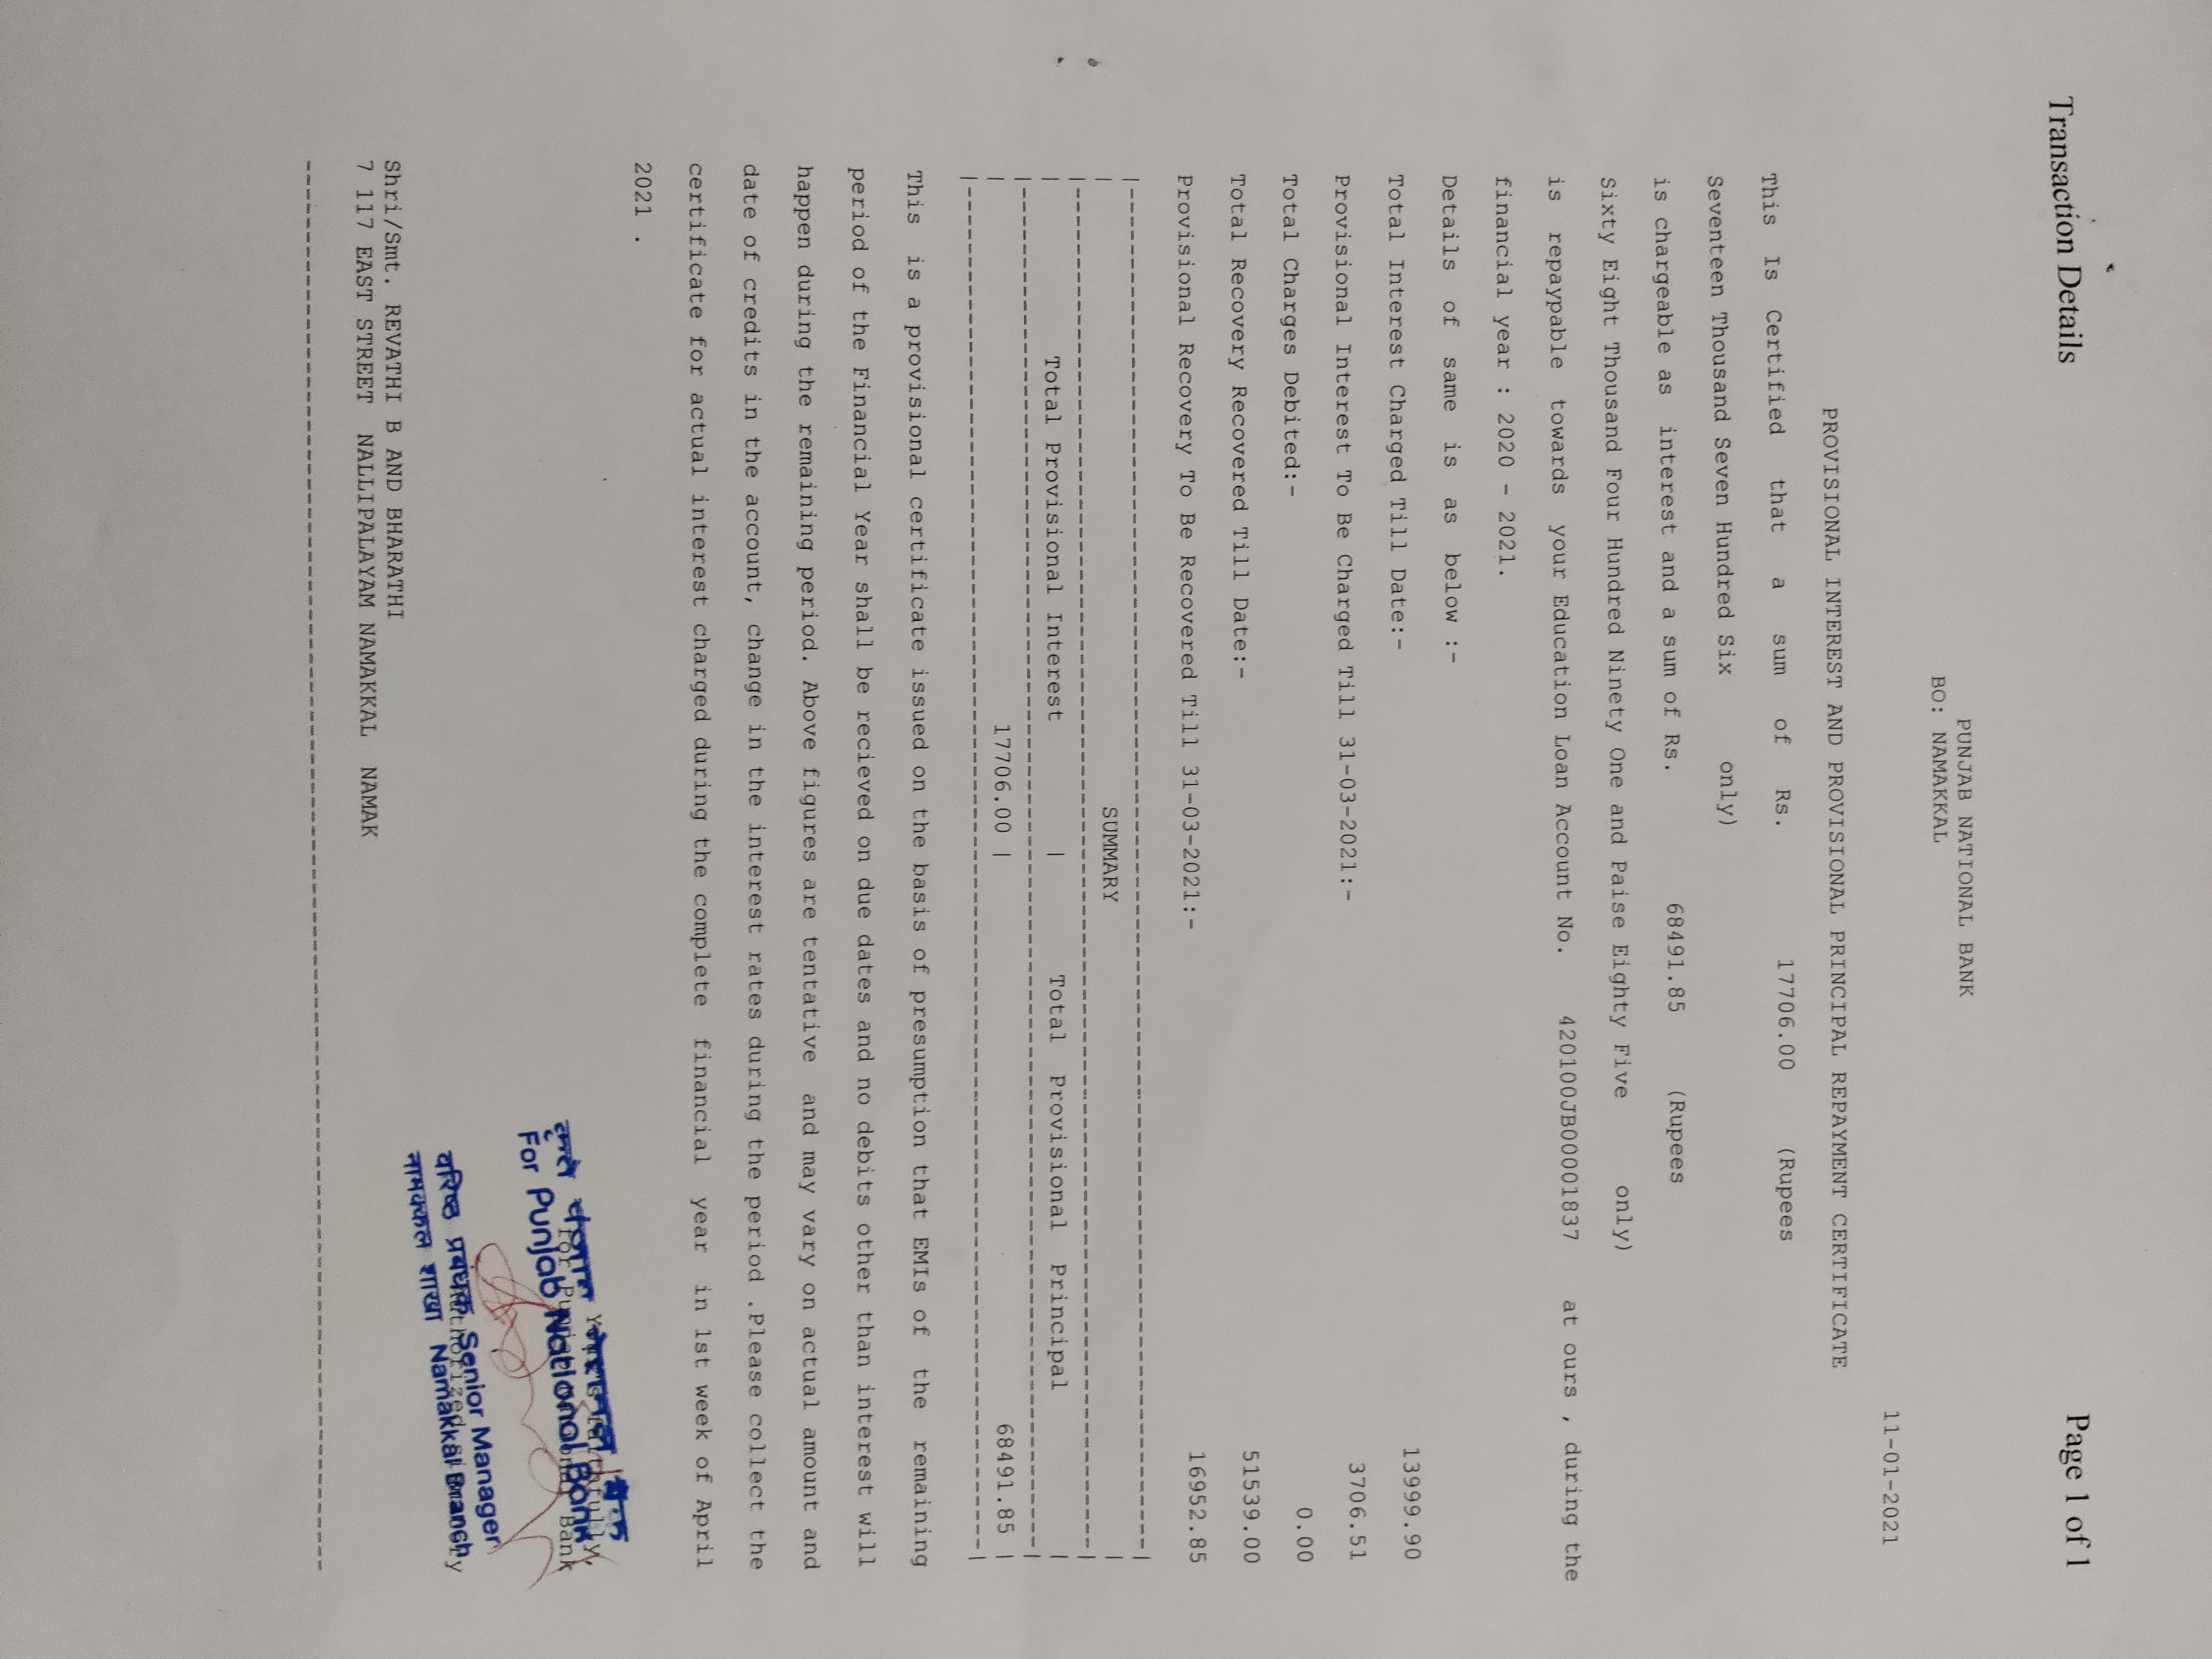 Transaction Details Page 1 of 1
PUNJAB NATIONAL BANK
BO: NAMAKKAL
11-01-2021
PROVISIONAL INTEREST AND PROVISIONAL PRINCIPAL REPAYMENT CERTIFICATE
This Is Certified that a sum of Rs. 17706.00 (Rupees
Seventeen Thousand Seven Hundred Six only)
is chargeable as interest and a sum of Rs. 68491.85 (Rupees
Sixty Eight Thousand Four Hundred Ninety One and Paise Eighty Five only)
is repaypable towards your Education Loan Account No. 420100JB00001837 at ours , during the
financial year : 2020 - 2021.
Details of same is as below :-
Total Interest Charged Till Date:- 13999.90
Provisional Interest To Be Charged Till 31-03-2021:- 3706.51
Total Charges Debited:- 0.00
Total Recovery Recovered Till Date:- 51539.00
Provisional Recovery To Be Recovered Till 31-03-2021:- 16952.85
SUMMARY
Total Provisional Interest | Total Provisional Principal
17706.00 | 68491.85 |
This is a provisional certificate issued on the basis of presumption that EMIs of the remaining
period of the Financial Year shall be recieved on due dates and no debits other than interest will
happen during the remaining period. Above figures are tentative and may vary on actual amount and
date of credits in the account, change in the interest rates during the period .Please collect the
certificate for actual interest charged during the complete financial year in 1st week of April
2021 .
Yours faithfully,
for Punjab National Bank
कृते पंजाब नेशनल बैंक
For Punjab National Bank
वरिष्ठ प्रबंधक Senior Manager
नामक्कल शाखा Namakkal Branch
Shri/Smt. REVATHI B AND BHARATHI
7 117 EAST STREET NALLIPALAYAM NAMAKKAL NAMAK